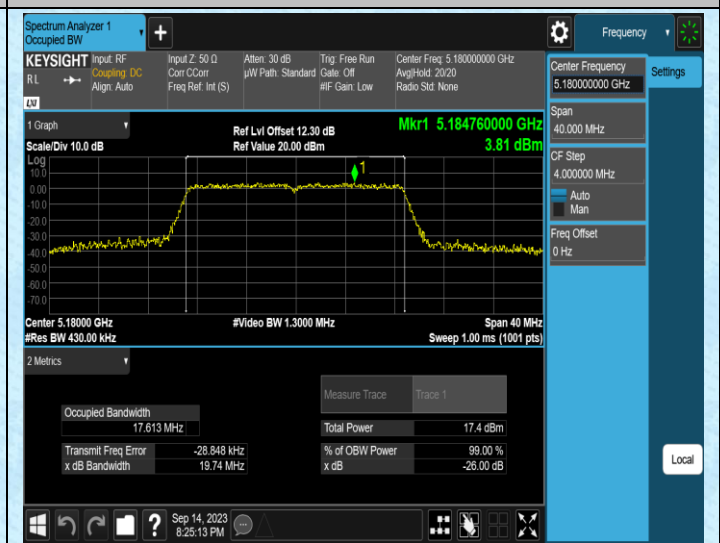 Spectrum Analyzer 1
Occupied BW
+
Frequency
KEYSIGHT
R L
LXI
Input: RF
Coupling: DC
Align: Auto
Input Z: 50 Ω
Corr CCorr
Freq Ref: Int (S)
Atten: 30 dB
µW Path: Standard
Trig: Free Run
Gate: Off
#IF Gain: Low
Center Freq: 5.180000000 GHz
Avg|Hold: 20/20
Radio Std: None
Center Frequency
5.180000000 GHz
Settings
Span
40.000 MHz
CF Step
4.000000 MHz
Auto
Man
Freq Offset
0 Hz
1 Graph
Scale/Div 10.0 dB
Ref Lvl Offset 12.30 dB
Ref Value 20.00 dBm
Mkr1 5.184760000 GHz
3.81 dBm
Log
10.0
0.00
-10.0
-20.0
-30.0
-40.0
-50.0
-60.0
-70.0
1
Center 5.18000 GHz
#Video BW 1.3000 MHz
Span 40 MHz
#Res BW 430.00 kHz
Sweep 1.00 ms (1001 pts)
2 Metrics
Measure Trace
Trace 1
Occupied Bandwidth
17.613 MHz
Total Power
17.4 dBm
Transmit Freq Error
-28.848 kHz
% of OBW Power
99.00 %
x dB Bandwidth
19.74 MHz
x dB
-26.00 dB
Local
?
Sep 14, 2023
8:25:13 PM